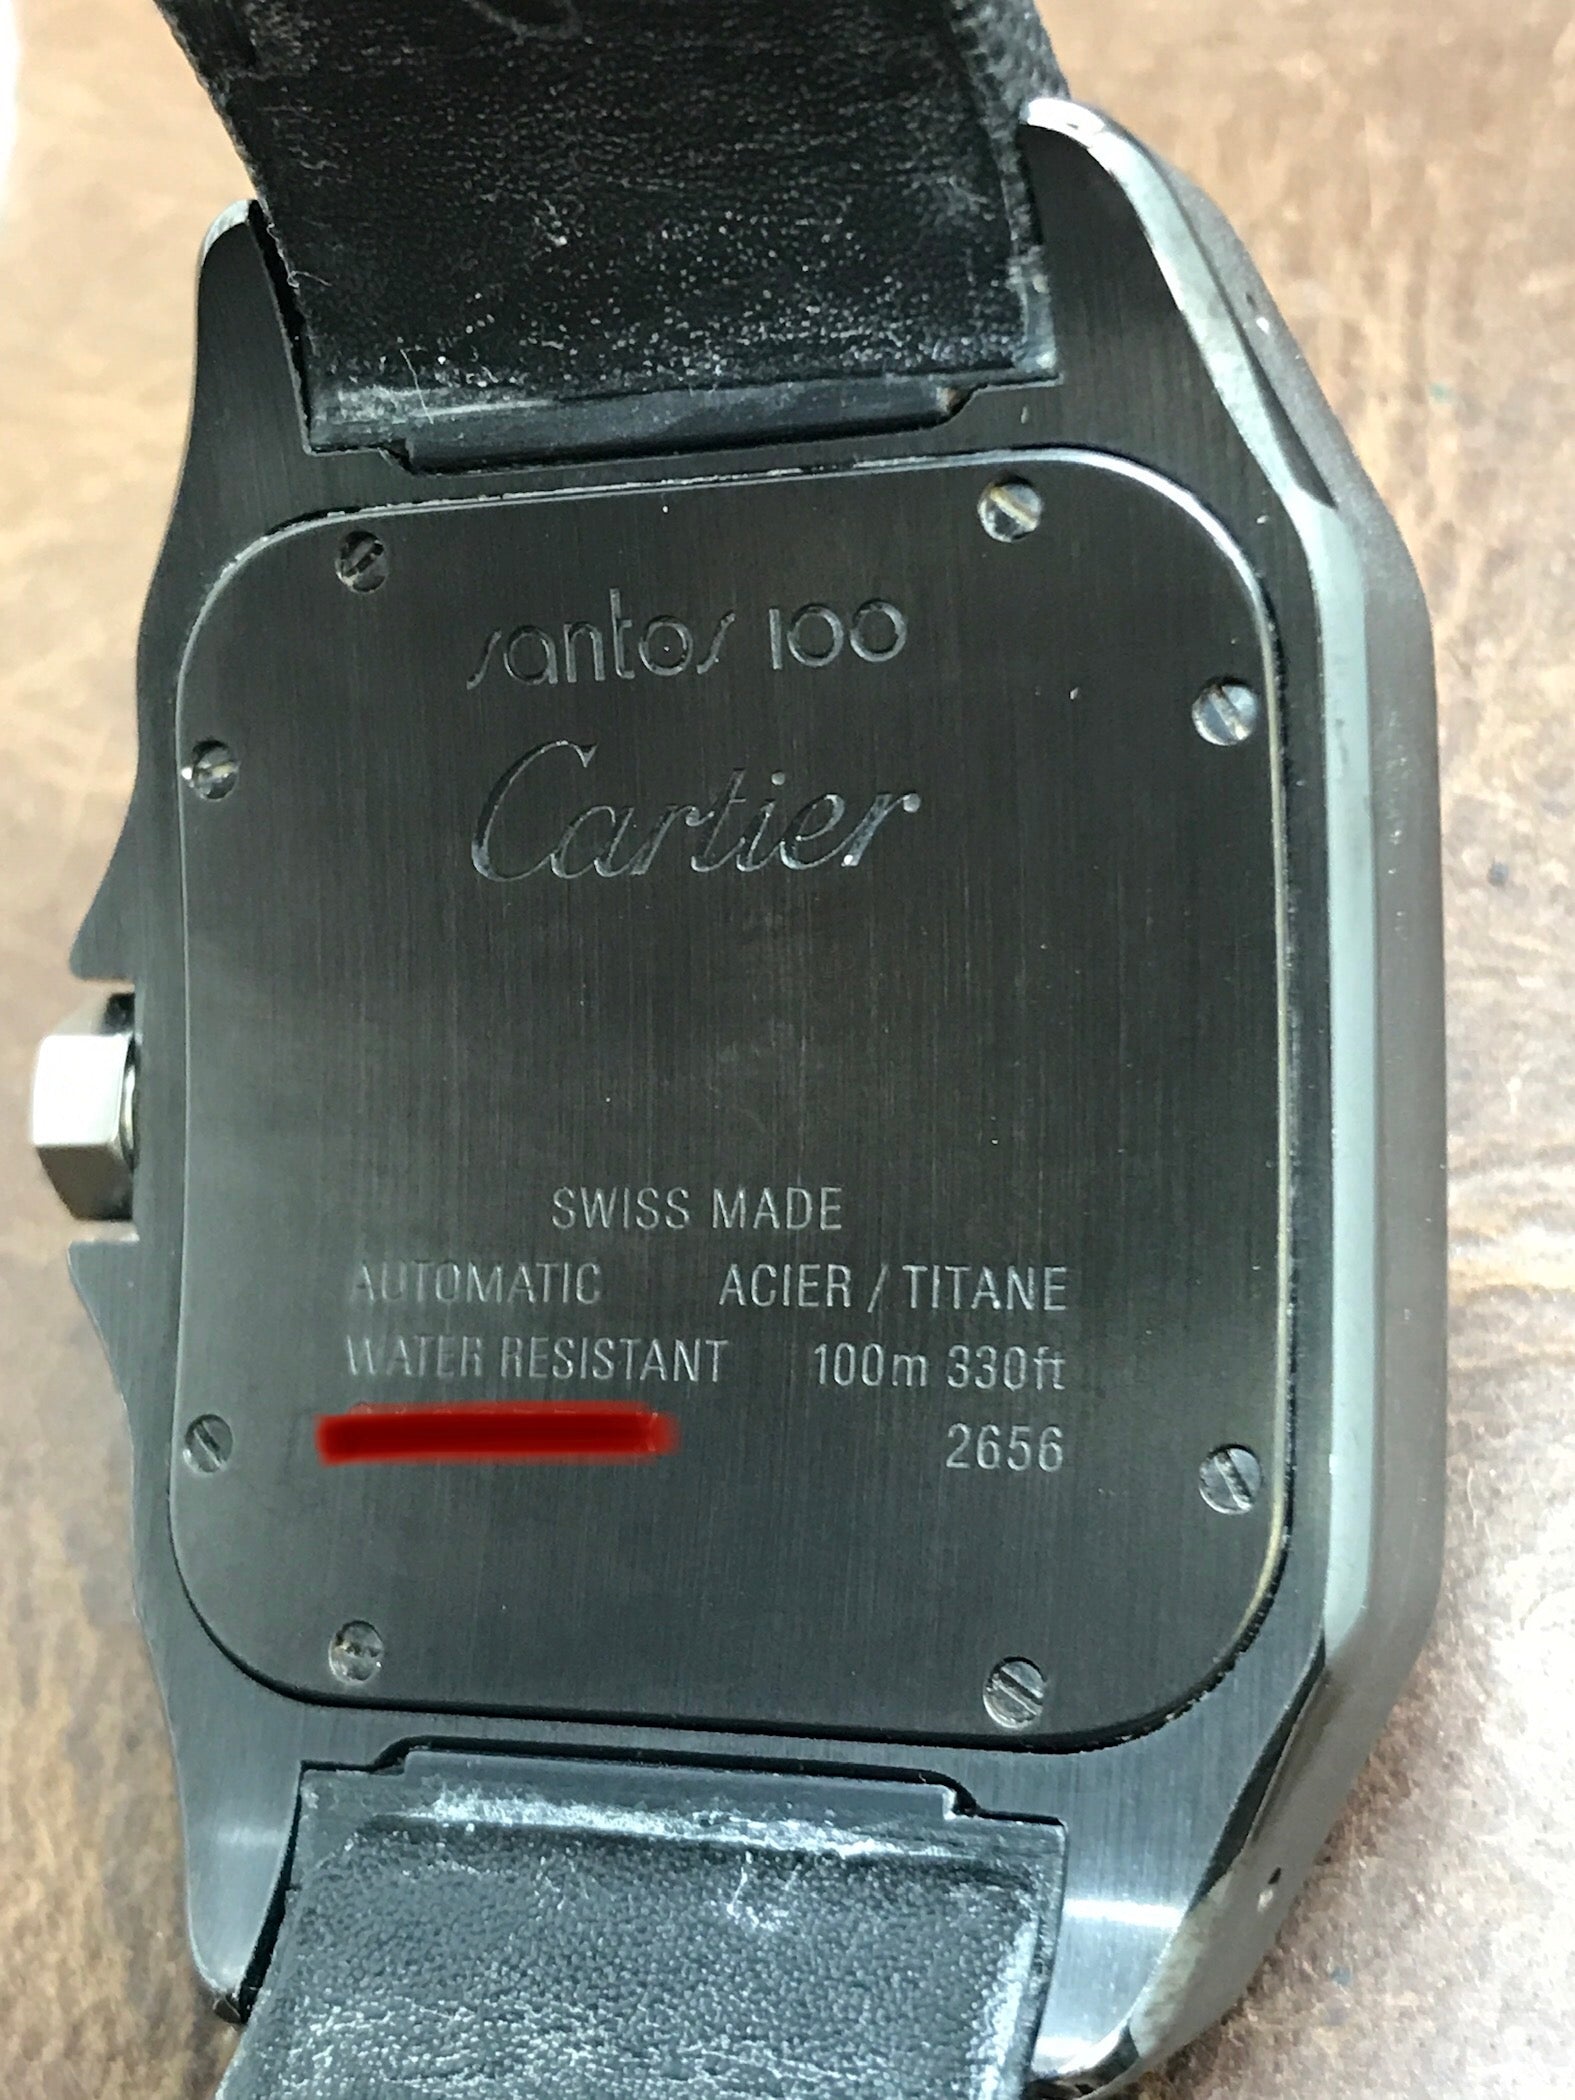 santos 100
Cartier
SWISS MADE
AUTOMATIC ACIER / TITANE
WATER RESISTANT 100m 330ft
2656